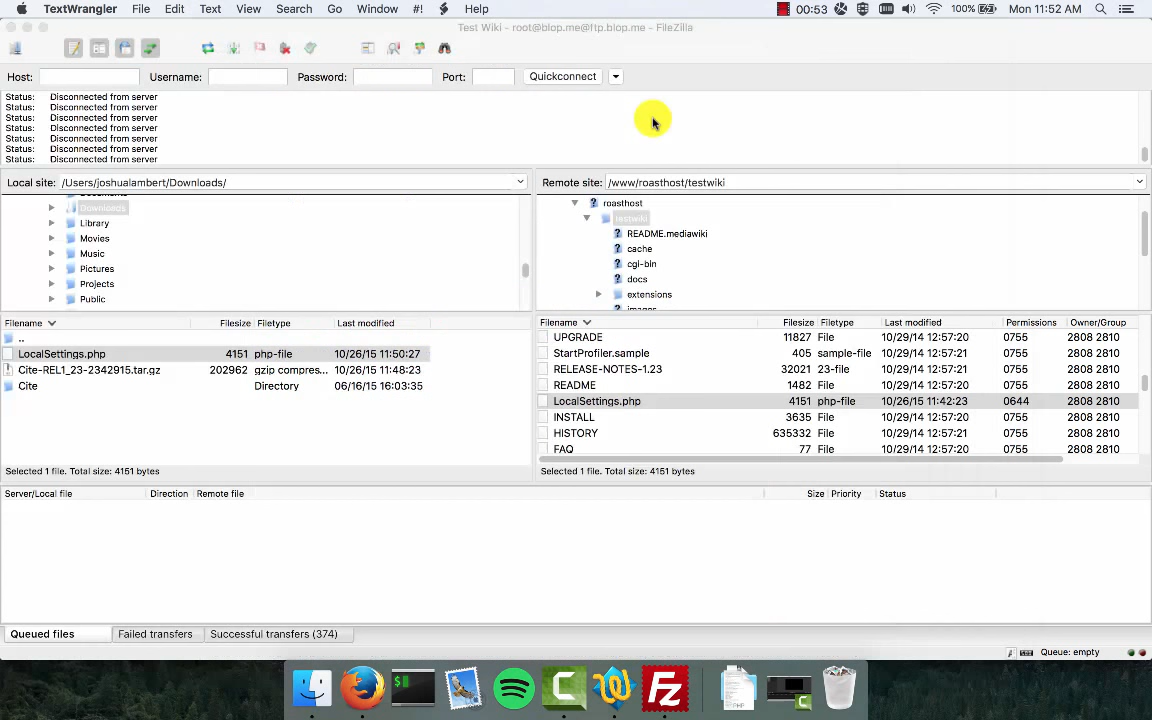 TextWrangler File Edit Text View Search Go Window #! Help 00:53 100% Mon 11:52 AM
Test Wiki - root@blop.me@ftp.blop.me - FileZilla
Host: Username: Password: Port: Quickconnect
Status: Disconnected from server
Status: Disconnected from server
Status: Disconnected from server
Status: Disconnected from server
Status: Disconnected from server
Status: Disconnected from server
Status: Disconnected from server
Local site: /Users/joshualambert/Downloads/
Documents
Downloads
Library
Movies
Music
Pictures
Projects
Public
Filename Filesize Filetype Last modified
..
LocalSettings.php 4151 php-file 10/26/15 11:50:27
Cite-REL1_23-2342915.tar.gz 202962 gzip compres... 10/26/15 11:48:23
Cite Directory 06/16/15 16:03:35
Selected 1 file. Total size: 4151 bytes
Remote site: /www/roasthost/testwiki
roasthost
testwiki
README.mediawiki
cache
cgi-bin
docs
extensions
images
Filename Filesize Filetype Last modified Permissions Owner/Group
UPGRADE 11827 File 10/29/14 12:57:20 0755 2808 2810
StartProfiler.sample 405 sample-file 10/29/14 12:57:21 0755 2808 2810
RELEASE-NOTES-1.23 32021 23-file 10/29/14 12:57:21 0755 2808 2810
README 1482 File 10/29/14 12:57:20 0755 2808 2810
LocalSettings.php 4151 php-file 10/26/15 11:42:23 0644 2808 2810
INSTALL 3635 File 10/29/14 12:57:20 0755 2808 2810
HISTORY 635332 File 10/29/14 12:57:21 0755 2808 2810
FAQ 77 File 10/29/14 12:57:20 0755 2808 2810
Selected 1 file. Total size: 4151 bytes
Server/Local file Direction Remote file Size Priority Status
Queued files Failed transfers Successful transfers (374)
Queue: empty
$
C
Fz
PHP
C